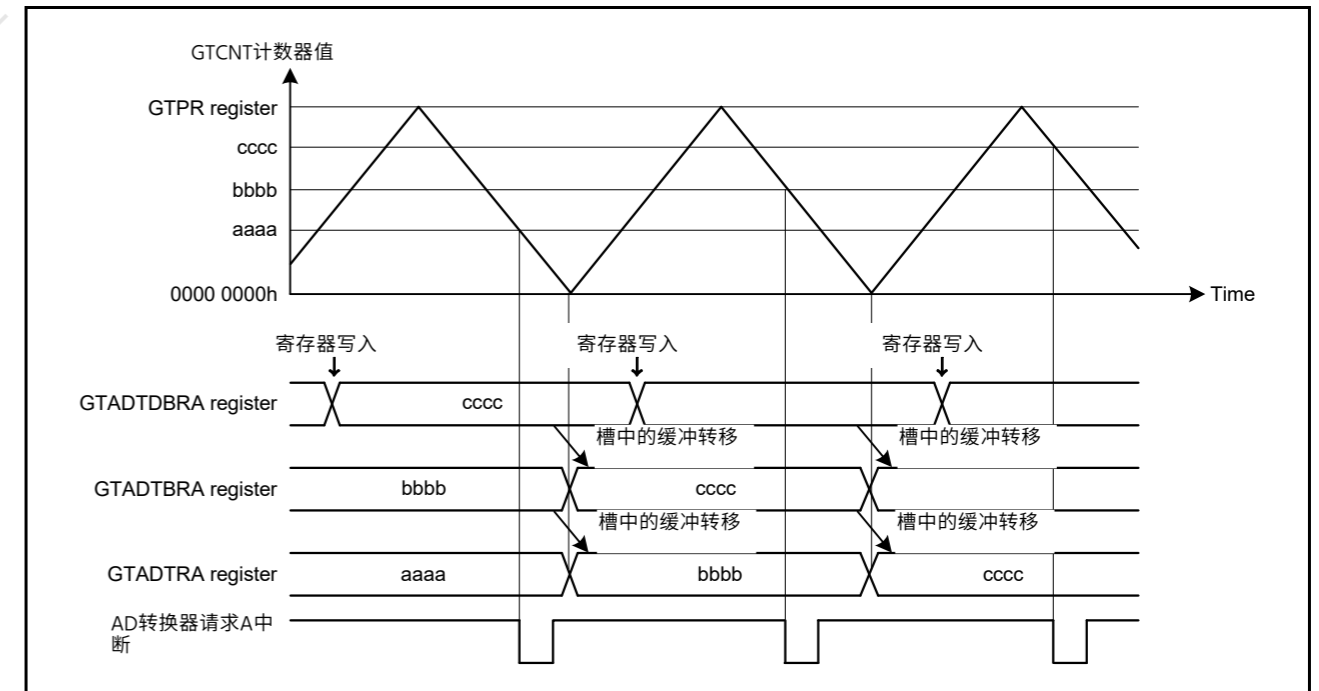 GTCNT计数器值
GTPR register
cccc
bbbb
aaaa
0000 0000h
Time
寄存器写入
寄存器写入
寄存器写入
GTADTDBRA register
cccc
槽中的缓冲转移
槽中的缓冲转移
GTADTBRA register
bbbb
cccc
槽中的缓冲转移
槽中的缓冲转移
GTADTRA register
aaaa
bbbb
cccc
AD转换器请求A中
断